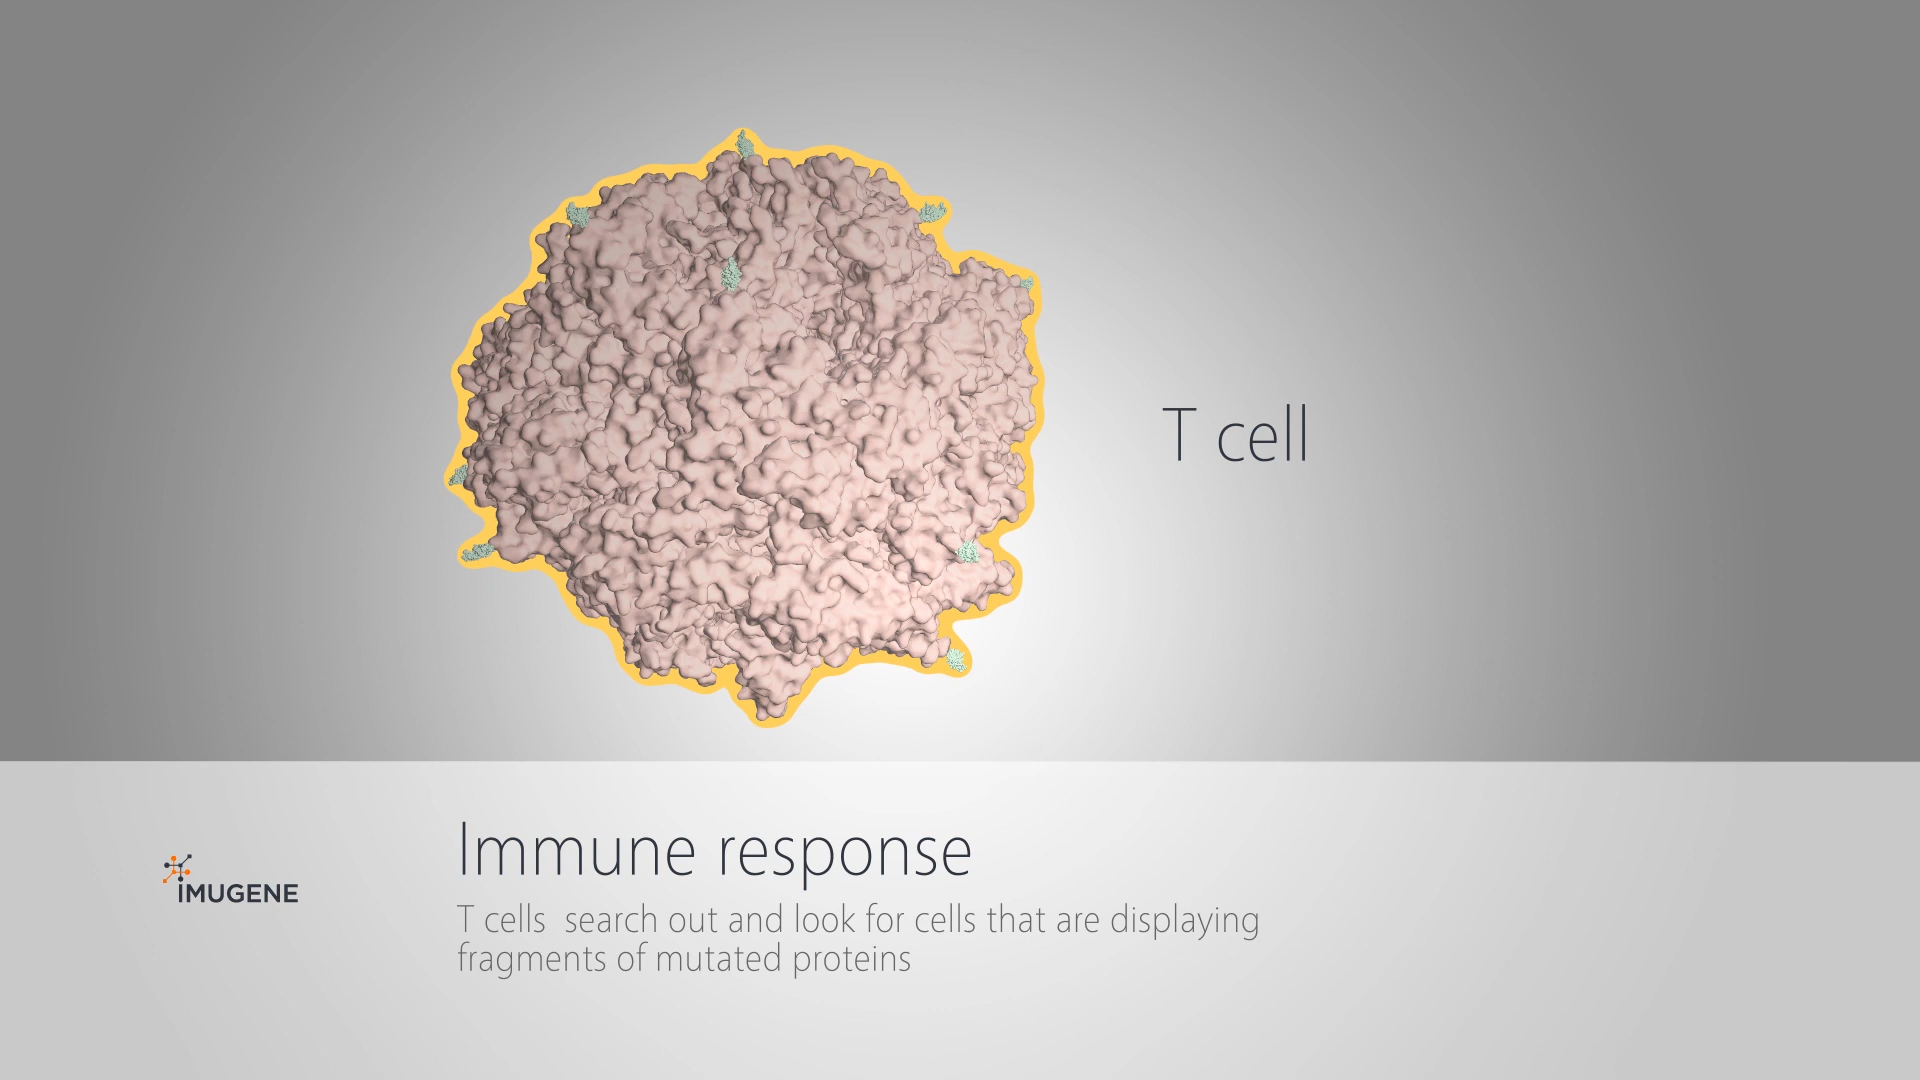 T cell
Immune response
IMUGENE
T cells  search out and look for cells that are displaying
fragments of mutated proteins